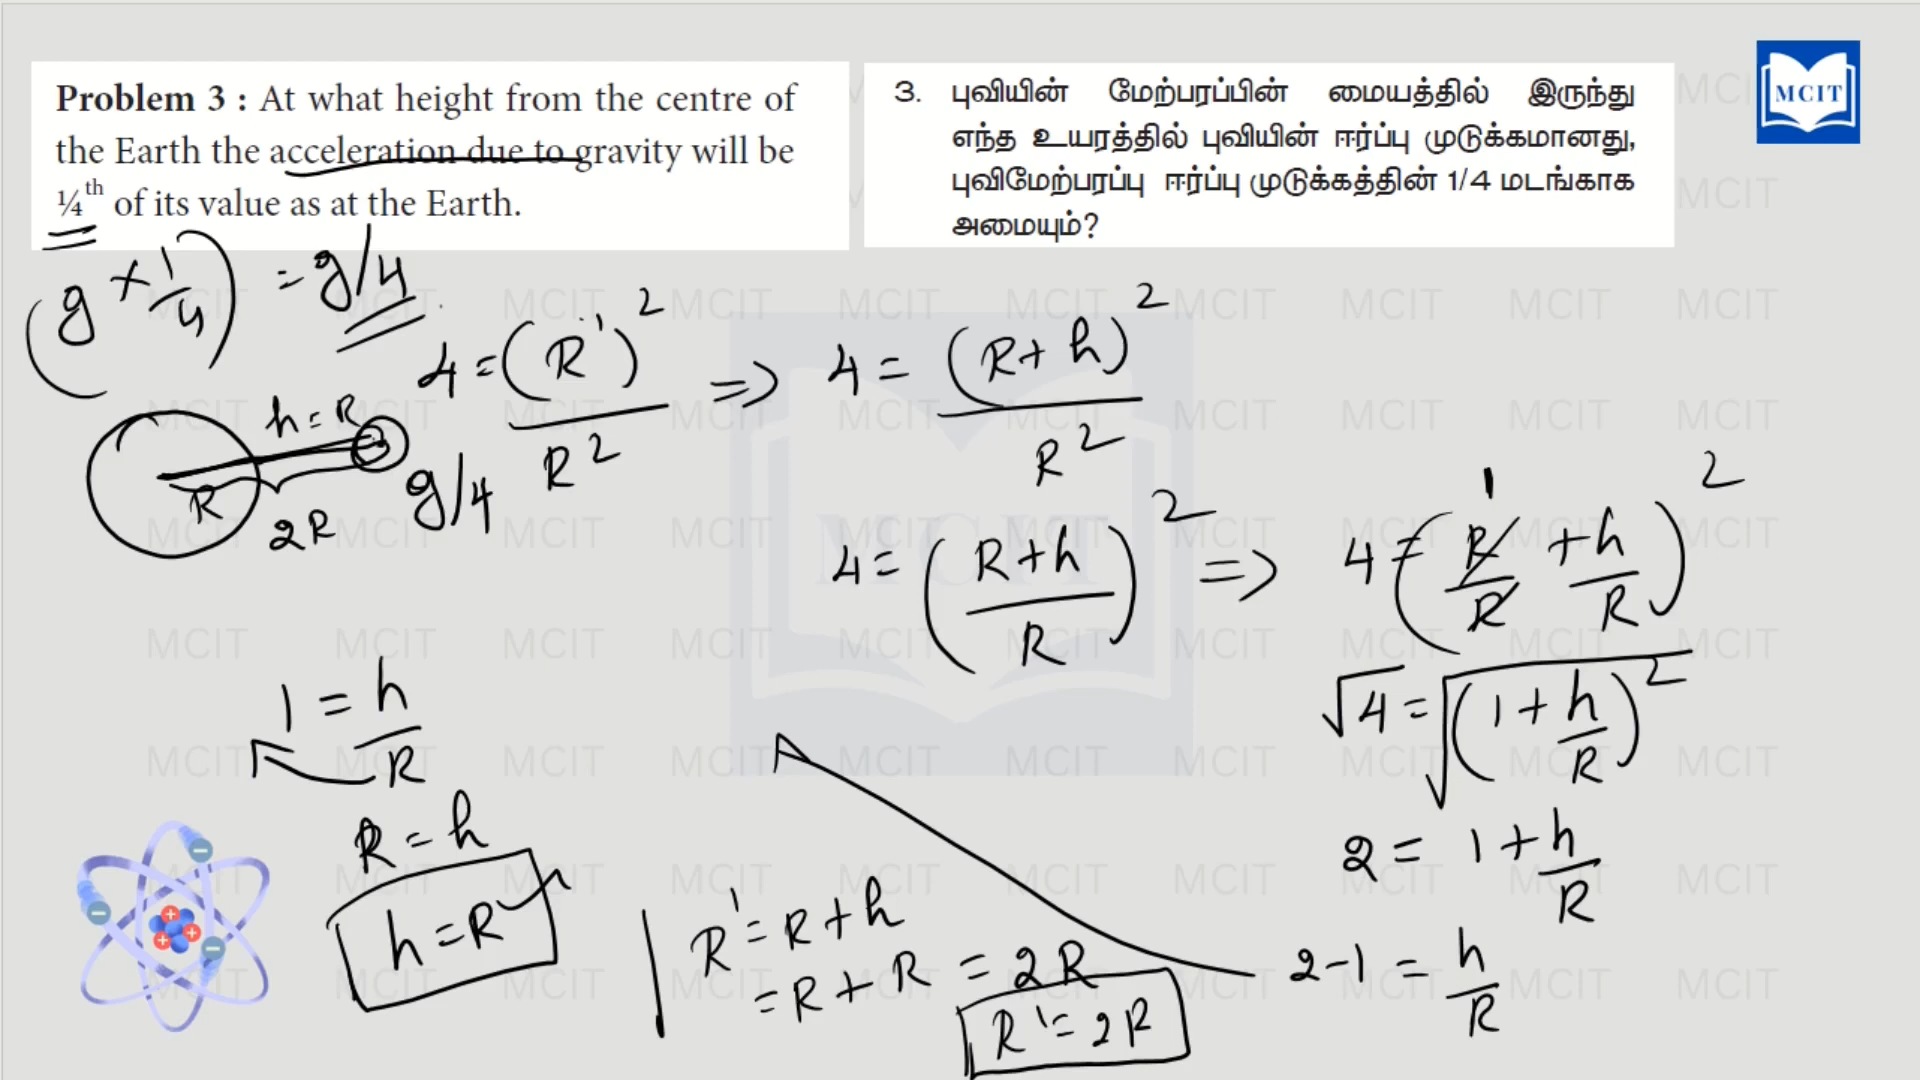 Problem 3 : At what height from the centre of
the Earth the acceleration due to gravity will be
¼th of its value as at the Earth.
3. புவியின் மேற்பரப்பின் மையத்தில் இருந்து
எந்த உயரத்தில் புவியின் ஈர்ப்பு முடுக்கமானது,
புவிமேற்பரப்பு ஈர்ப்பு முடுக்கத்தின் 1/4 மடங்காக
அமையும்?
MCIT
(g × 1/4) = g/4
4 = (R')²/R² => 4 = (R+h)²/R²
h = R
R
2R
g/4
4 = ((R+h)/R)² => 4 = (R/R + h/R)²
1
√4 = √(1 + h/R)²
2 = 1 + h/R
2-1 = h/R
1 = h/R
R = h
h = R
R' = R + h
= R + R = 2R
R' = 2R